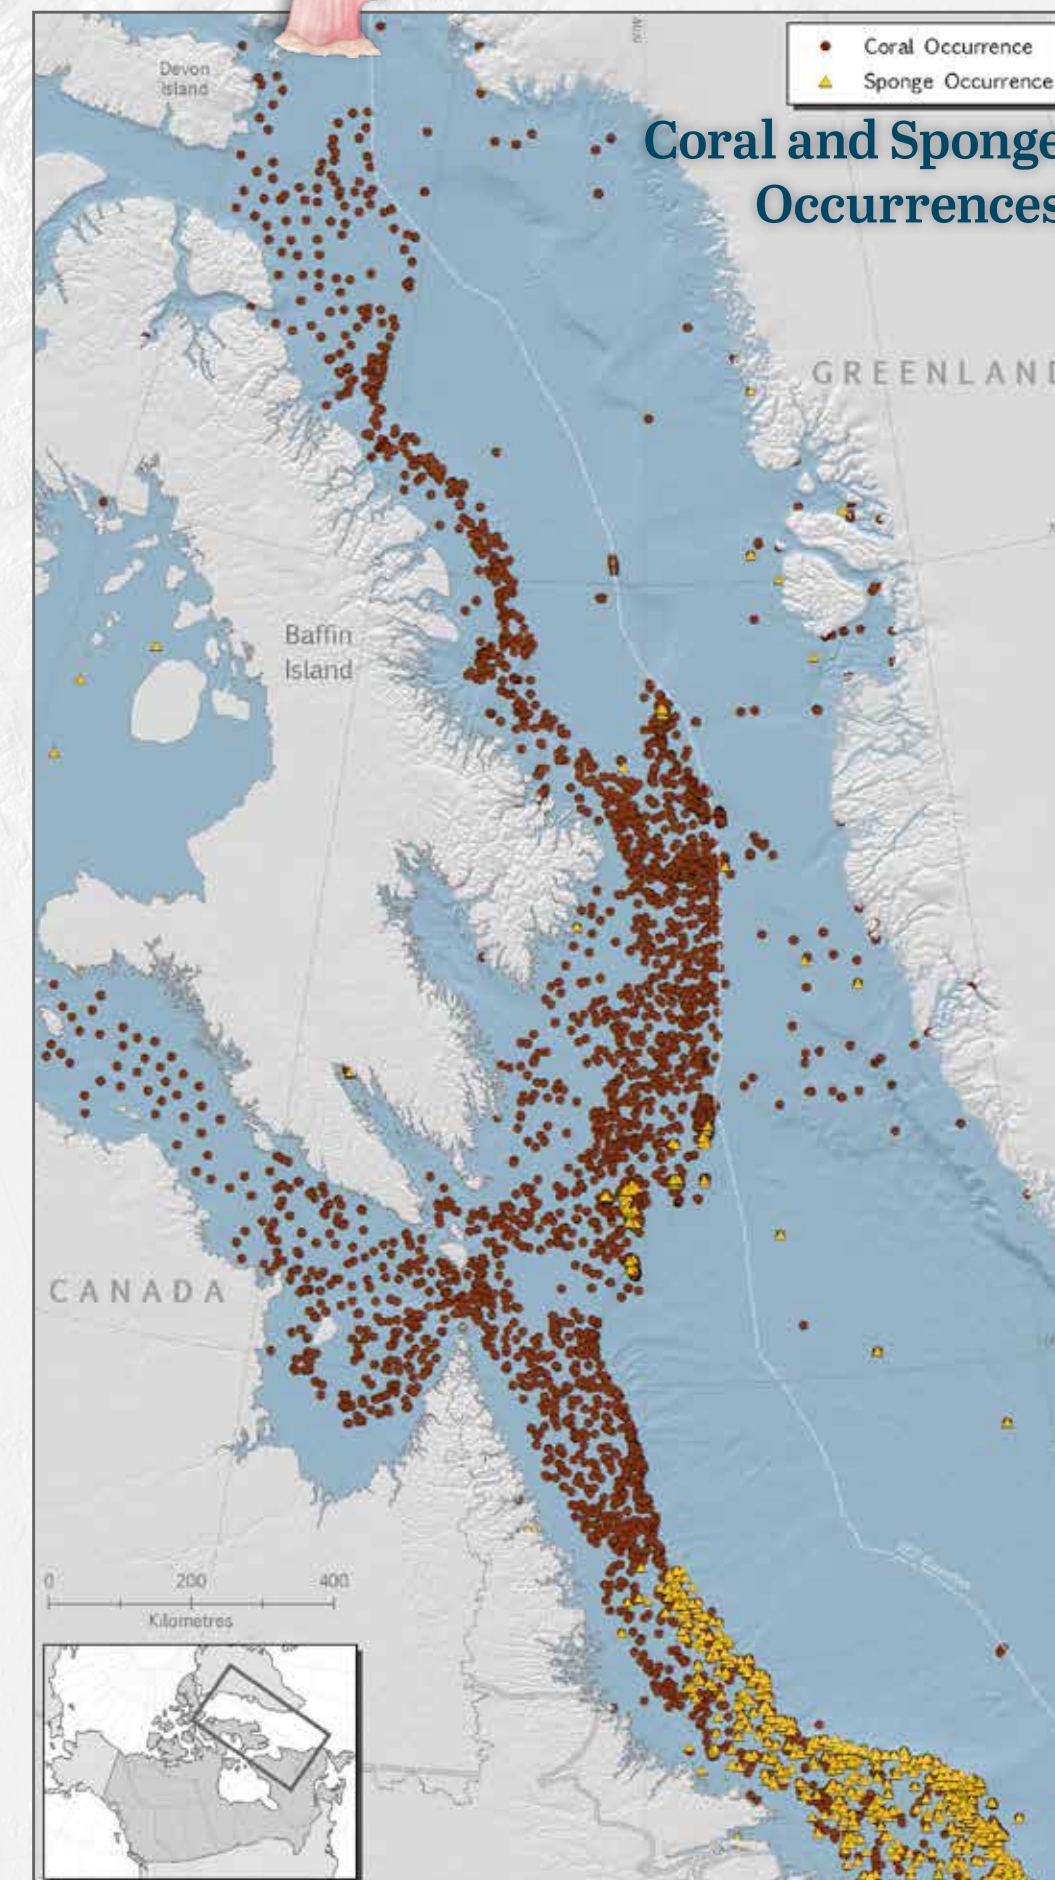 Coral Occurrence
Sponge Occurrence
Coral and Sponge
Occurrences
Devon
Island
GREENLAND
Baffin
Island
CANADA
0 200 400
Kilometres